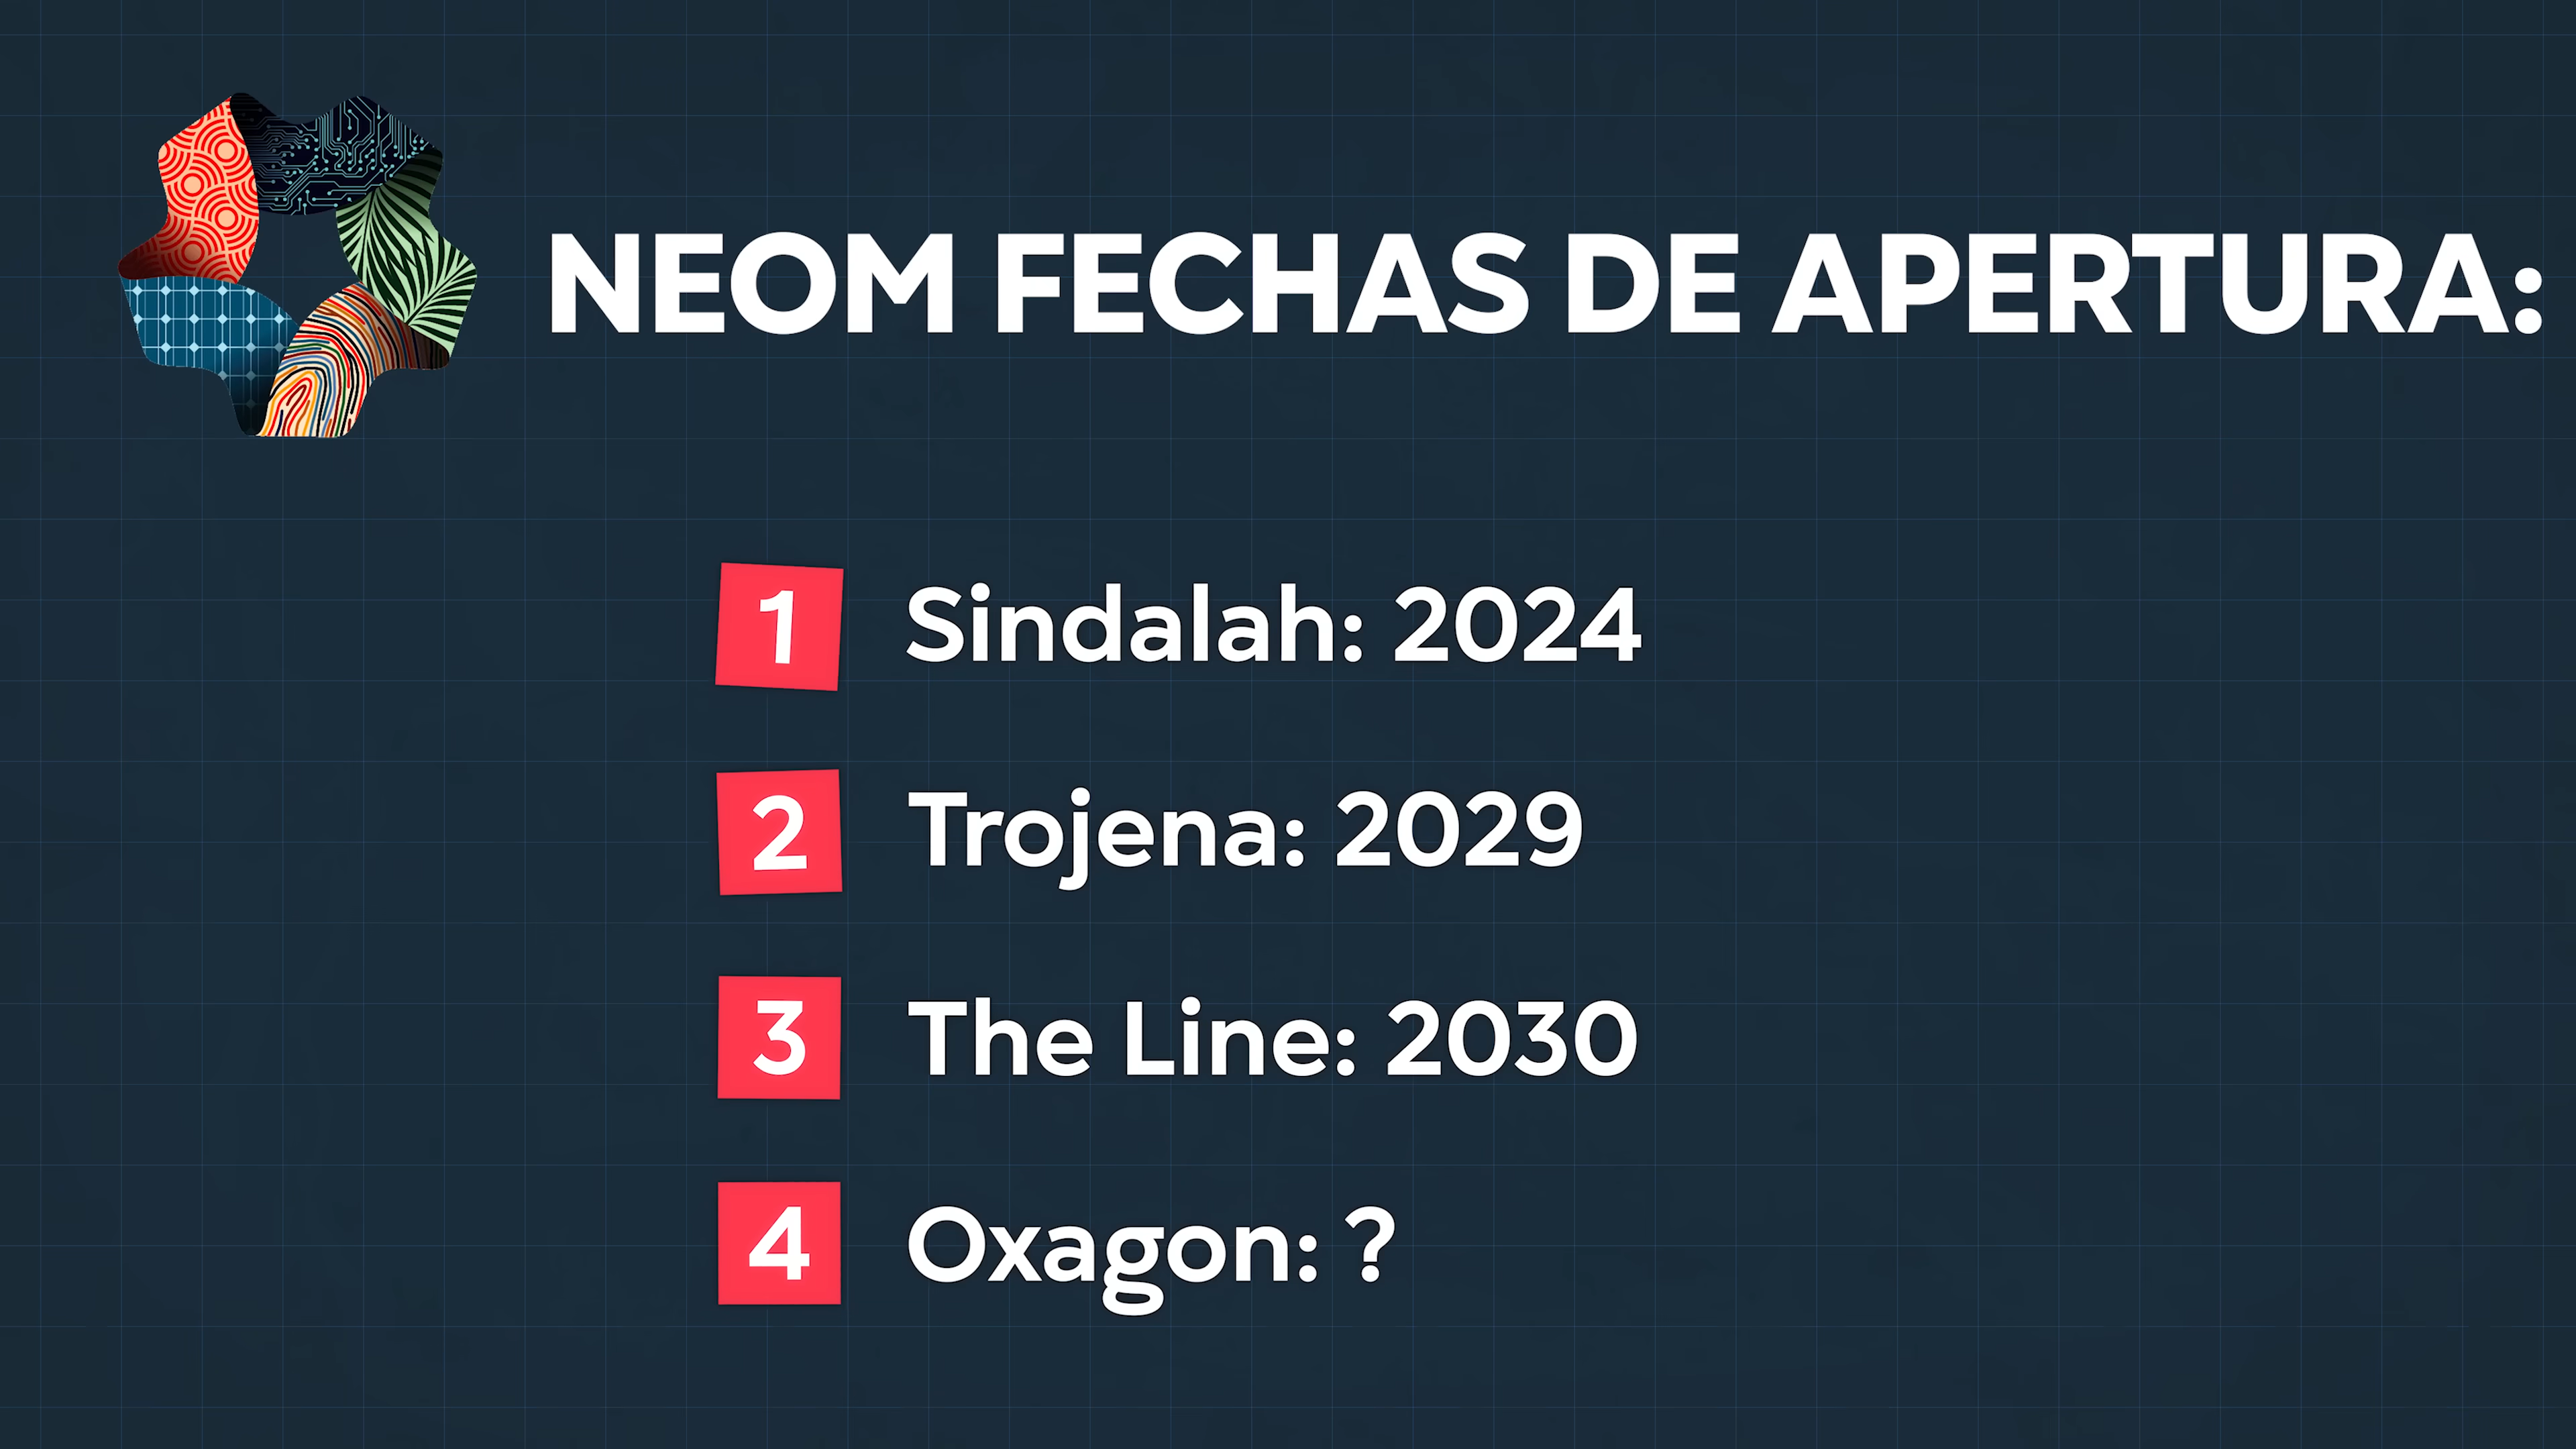 NEOM FECHAS DE APERTURA:
1 Sindalah: 2024
2 Trojena: 2029
3 The Line: 2030
4 Oxagon: ?